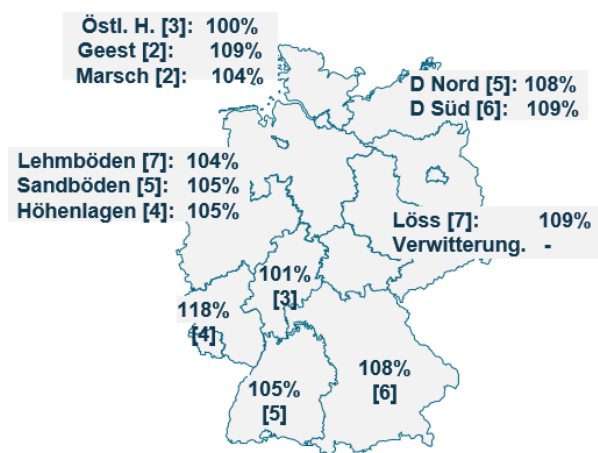 Östl. H. [3]: 100%
Geest [2]: 109%
Marsch [2]: 104%
D Nord [5]: 108%
D Süd [6]: 109%
Lehmböden [7]: 104%
Sandböden [5]: 105%
Höhenlagen [4]: 105%
Löss [7]: 109%
Verwitterung. -
101%
[3]
118%
[4]
108%
[6]
105%
[5]